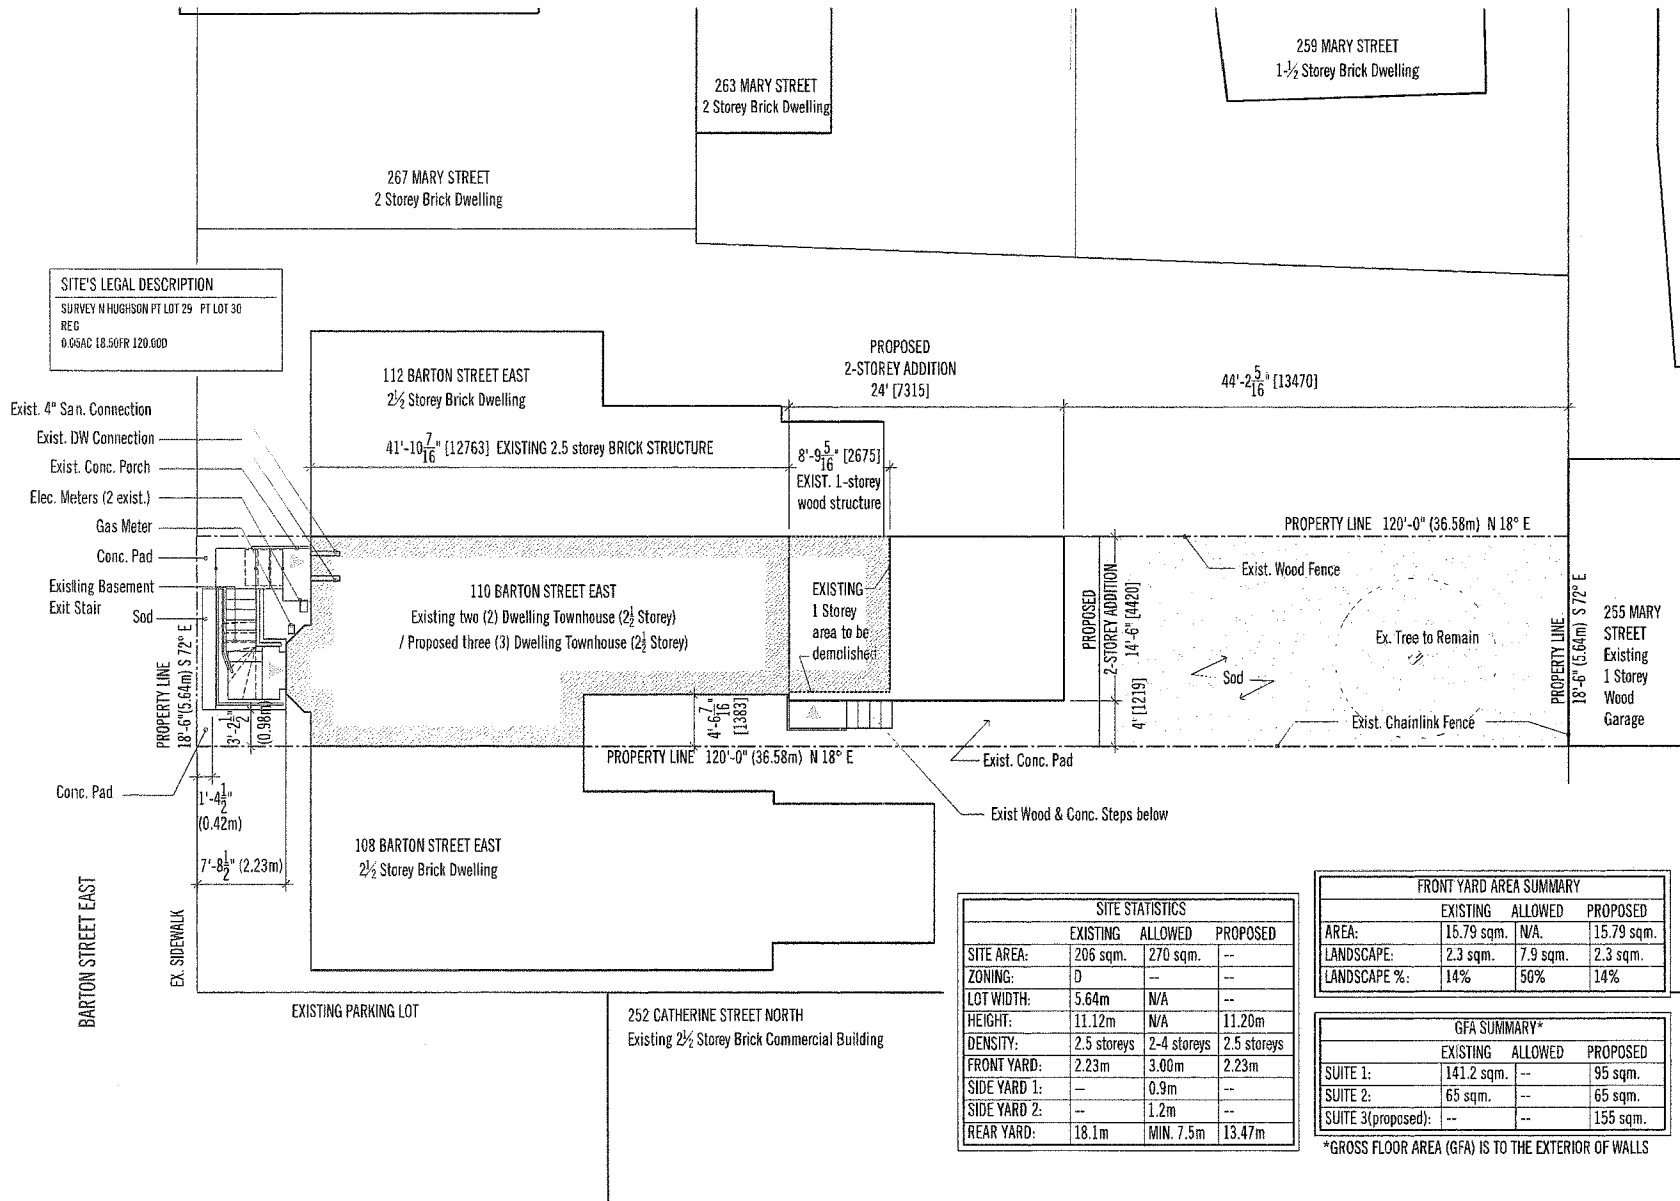 259 MARY STREET
1-½ Storey Brick Dwelling
263 MARY STREET
2 Storey Brick Dwelling
267 MARY STREET
2 Storey Brick Dwelling
SITE'S LEGAL DESCRIPTION
SURVEY N HUGHSON PT LOT 29 PT LOT 30
REG
0.05AC 18.50FR 120.00D
PROPOSED
2-STOREY ADDITION
24' [7315]
44'-2 5/16" [13470]
112 BARTON STREET EAST
2½ Storey Brick Dwelling
41'-10 7/16" [12763] EXISTING 2.5 storey BRICK STRUCTURE
8'-9 5/16" [2675]
EXIST. 1-storey
wood structure
Exist. 4" San. Connection
Exist. DW Connection
Exist. Conc. Porch
Elec. Meters (2 exist.)
Gas Meter
Conc. Pad
Existing Basement
Exit Stair
Sod
PROPERTY LINE 120'-0" (36.58m) N 18° E
Exist. Wood Fence
110 BARTON STREET EAST
Existing two (2) Dwelling Townhouse (2½ Storey)
/ Proposed three (3) Dwelling Townhouse (2½ Storey)
EXISTING
1 Storey
area to be
demolished
PROPOSED
2-STOREY ADDITION
14'-6" [4420]
4' [1219]
Ex. Tree to Remain
Sod
Exist. Chainlink Fence
PROPERTY LINE
18'-6" (5.64m) S 72° E
255 MARY
STREET
Existing
1 Storey
Wood
Garage
PROPERTY LINE
18'-6"(5.64m) S 72° E
3'-2½"
(0.98m)
4'-6 7/16"
[1383]
PROPERTY LINE 120'-0" (36.58m) N 18° E
Exist. Conc. Pad
Exist Wood & Conc. Steps below
Conc. Pad
1'-4½"
(0.42m)
7'-8½" (2.23m)
108 BARTON STREET EAST
2½ Storey Brick Dwelling
BARTON STREET EAST
EX. SIDEWALK
EXISTING PARKING LOT
252 CATHERINE STREET NORTH
Existing 2½ Storey Brick Commercial Building
SITE STATISTICS
EXISTING ALLOWED PROPOSED
SITE AREA: 206 sqm. 270 sqm. --
ZONING: D -- --
LOT WIDTH: 5.64m N/A --
HEIGHT: 11.12m N/A 11.20m
DENSITY: 2.5 storeys 2-4 storeys 2.5 storeys
FRONT YARD: 2.23m 3.00m 2.23m
SIDE YARD 1: -- 0.9m --
SIDE YARD 2: -- 1.2m --
REAR YARD: 18.1m MIN. 7.5m 13.47m
FRONT YARD AREA SUMMARY
EXISTING ALLOWED PROPOSED
AREA: 15.79 sqm. N/A. 15.79 sqm.
LANDSCAPE: 2.3 sqm. 7.9 sqm. 2.3 sqm.
LANDSCAPE %: 14% 50% 14%
GFA SUMMARY*
EXISTING ALLOWED PROPOSED
SUITE 1: 141.2 sqm. -- 95 sqm.
SUITE 2: 65 sqm. -- 65 sqm.
SUITE 3(proposed): -- -- 155 sqm.
*GROSS FLOOR AREA (GFA) IS TO THE EXTERIOR OF WALLS